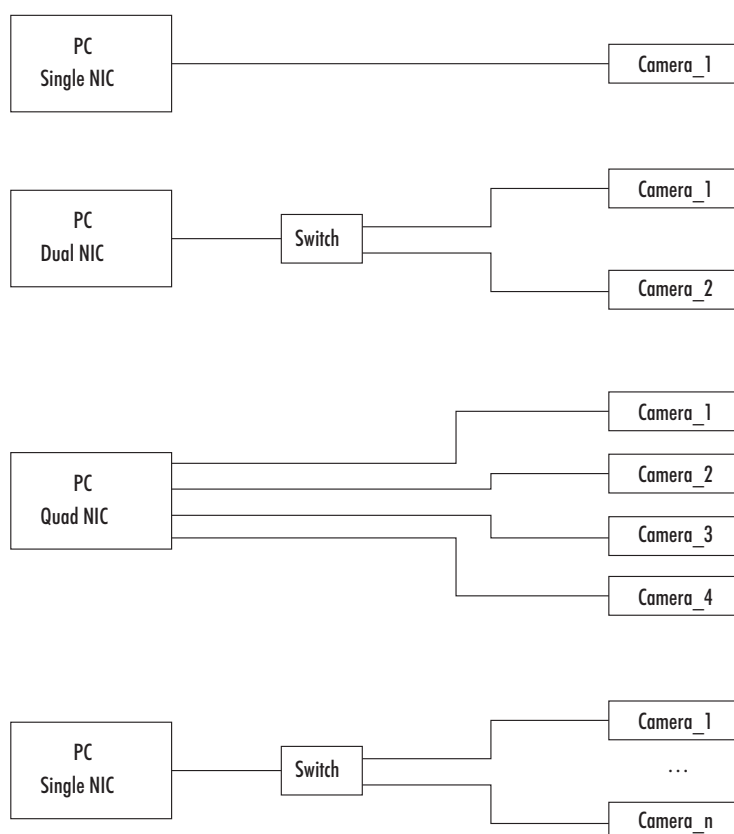 PC
Single NIC
Camera_1
PC
Dual NIC
Switch
Camera_1
Camera_2
PC
Quad NIC
Camera_1
Camera_2
Camera_3
Camera_4
PC
Single NIC
Switch
Camera_1
...
Camera_n